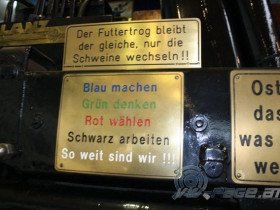 LANZ
Der Futtertrog bleibt
der gleiche, nur die
Schweine wechseln!!
Blau machen
Grün denken
Rot wählen
Schwarz arbeiten
So weit sind wir !!!
Ost
das
was
we